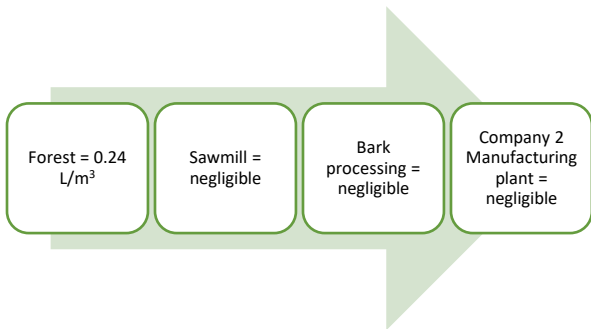 Forest = 0.24
L/m³
Sawmill =
negligible
Bark
processing =
negligible
Company 2
Manufacturing
plant =
negligible